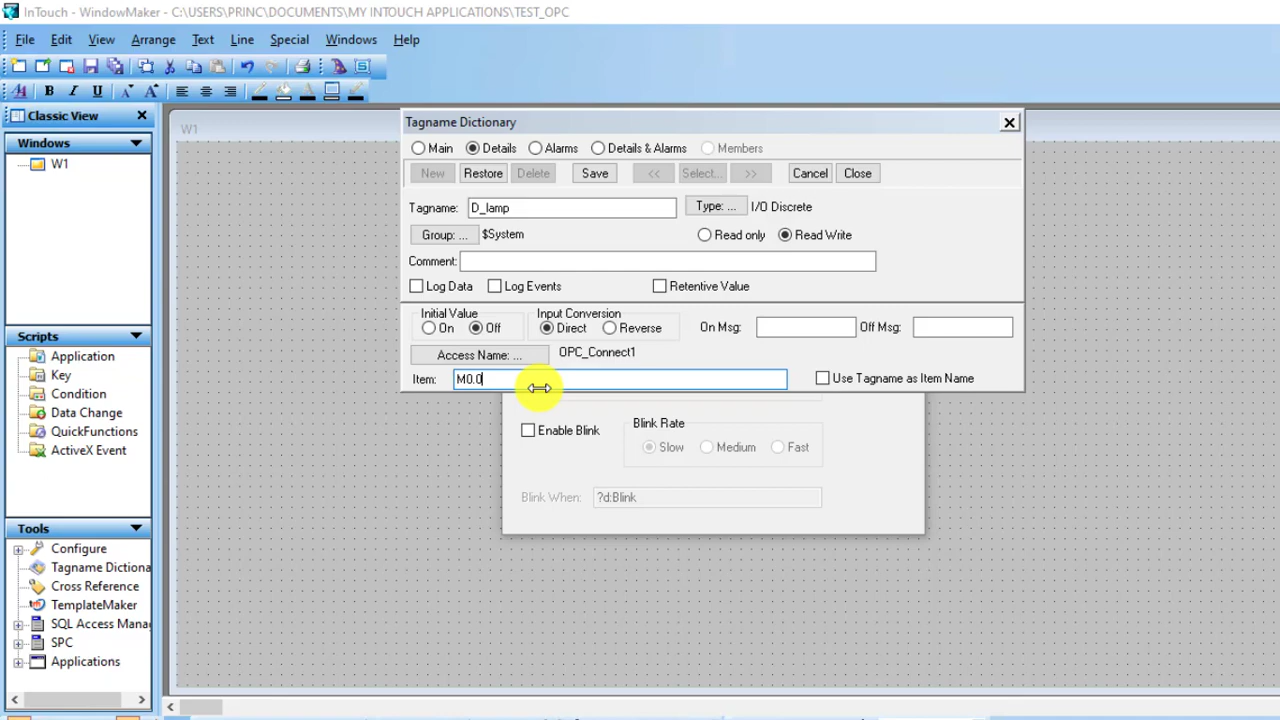 InTouch - WindowMaker - C:\USERS\PRINC\DOCUMENTS\MY INTOUCH APPLICATIONS\TEST_OPC
File Edit View Arrange Text Line Special Windows Help
B I U A A
Classic View
Windows
W1
Scripts
Application
Key
Condition
Data Change
QuickFunctions
ActiveX Event
Tools
Configure
Tagname Dictiona
Cross Reference
TemplateMaker
SQL Access Mana
SPC
Applications
W1
Tagname Dictionary
Main Details Alarms Details & Alarms Members
New Restore Delete Save << Select... >> Cancel Close
Tagname: D_lamp Type: ... I/O Discrete
Group: ... $System Read only Read Write
Comment:
Log Data Log Events Retentive Value
Initial Value Input Conversion
On Off Direct Reverse On Msg: Off Msg:
Access Name: ... OPC_Connect1
Item: M0.0 Use Tagname as Item Name
Enable Blink Blink Rate
Slow Medium Fast
Blink When: ?d:Blink